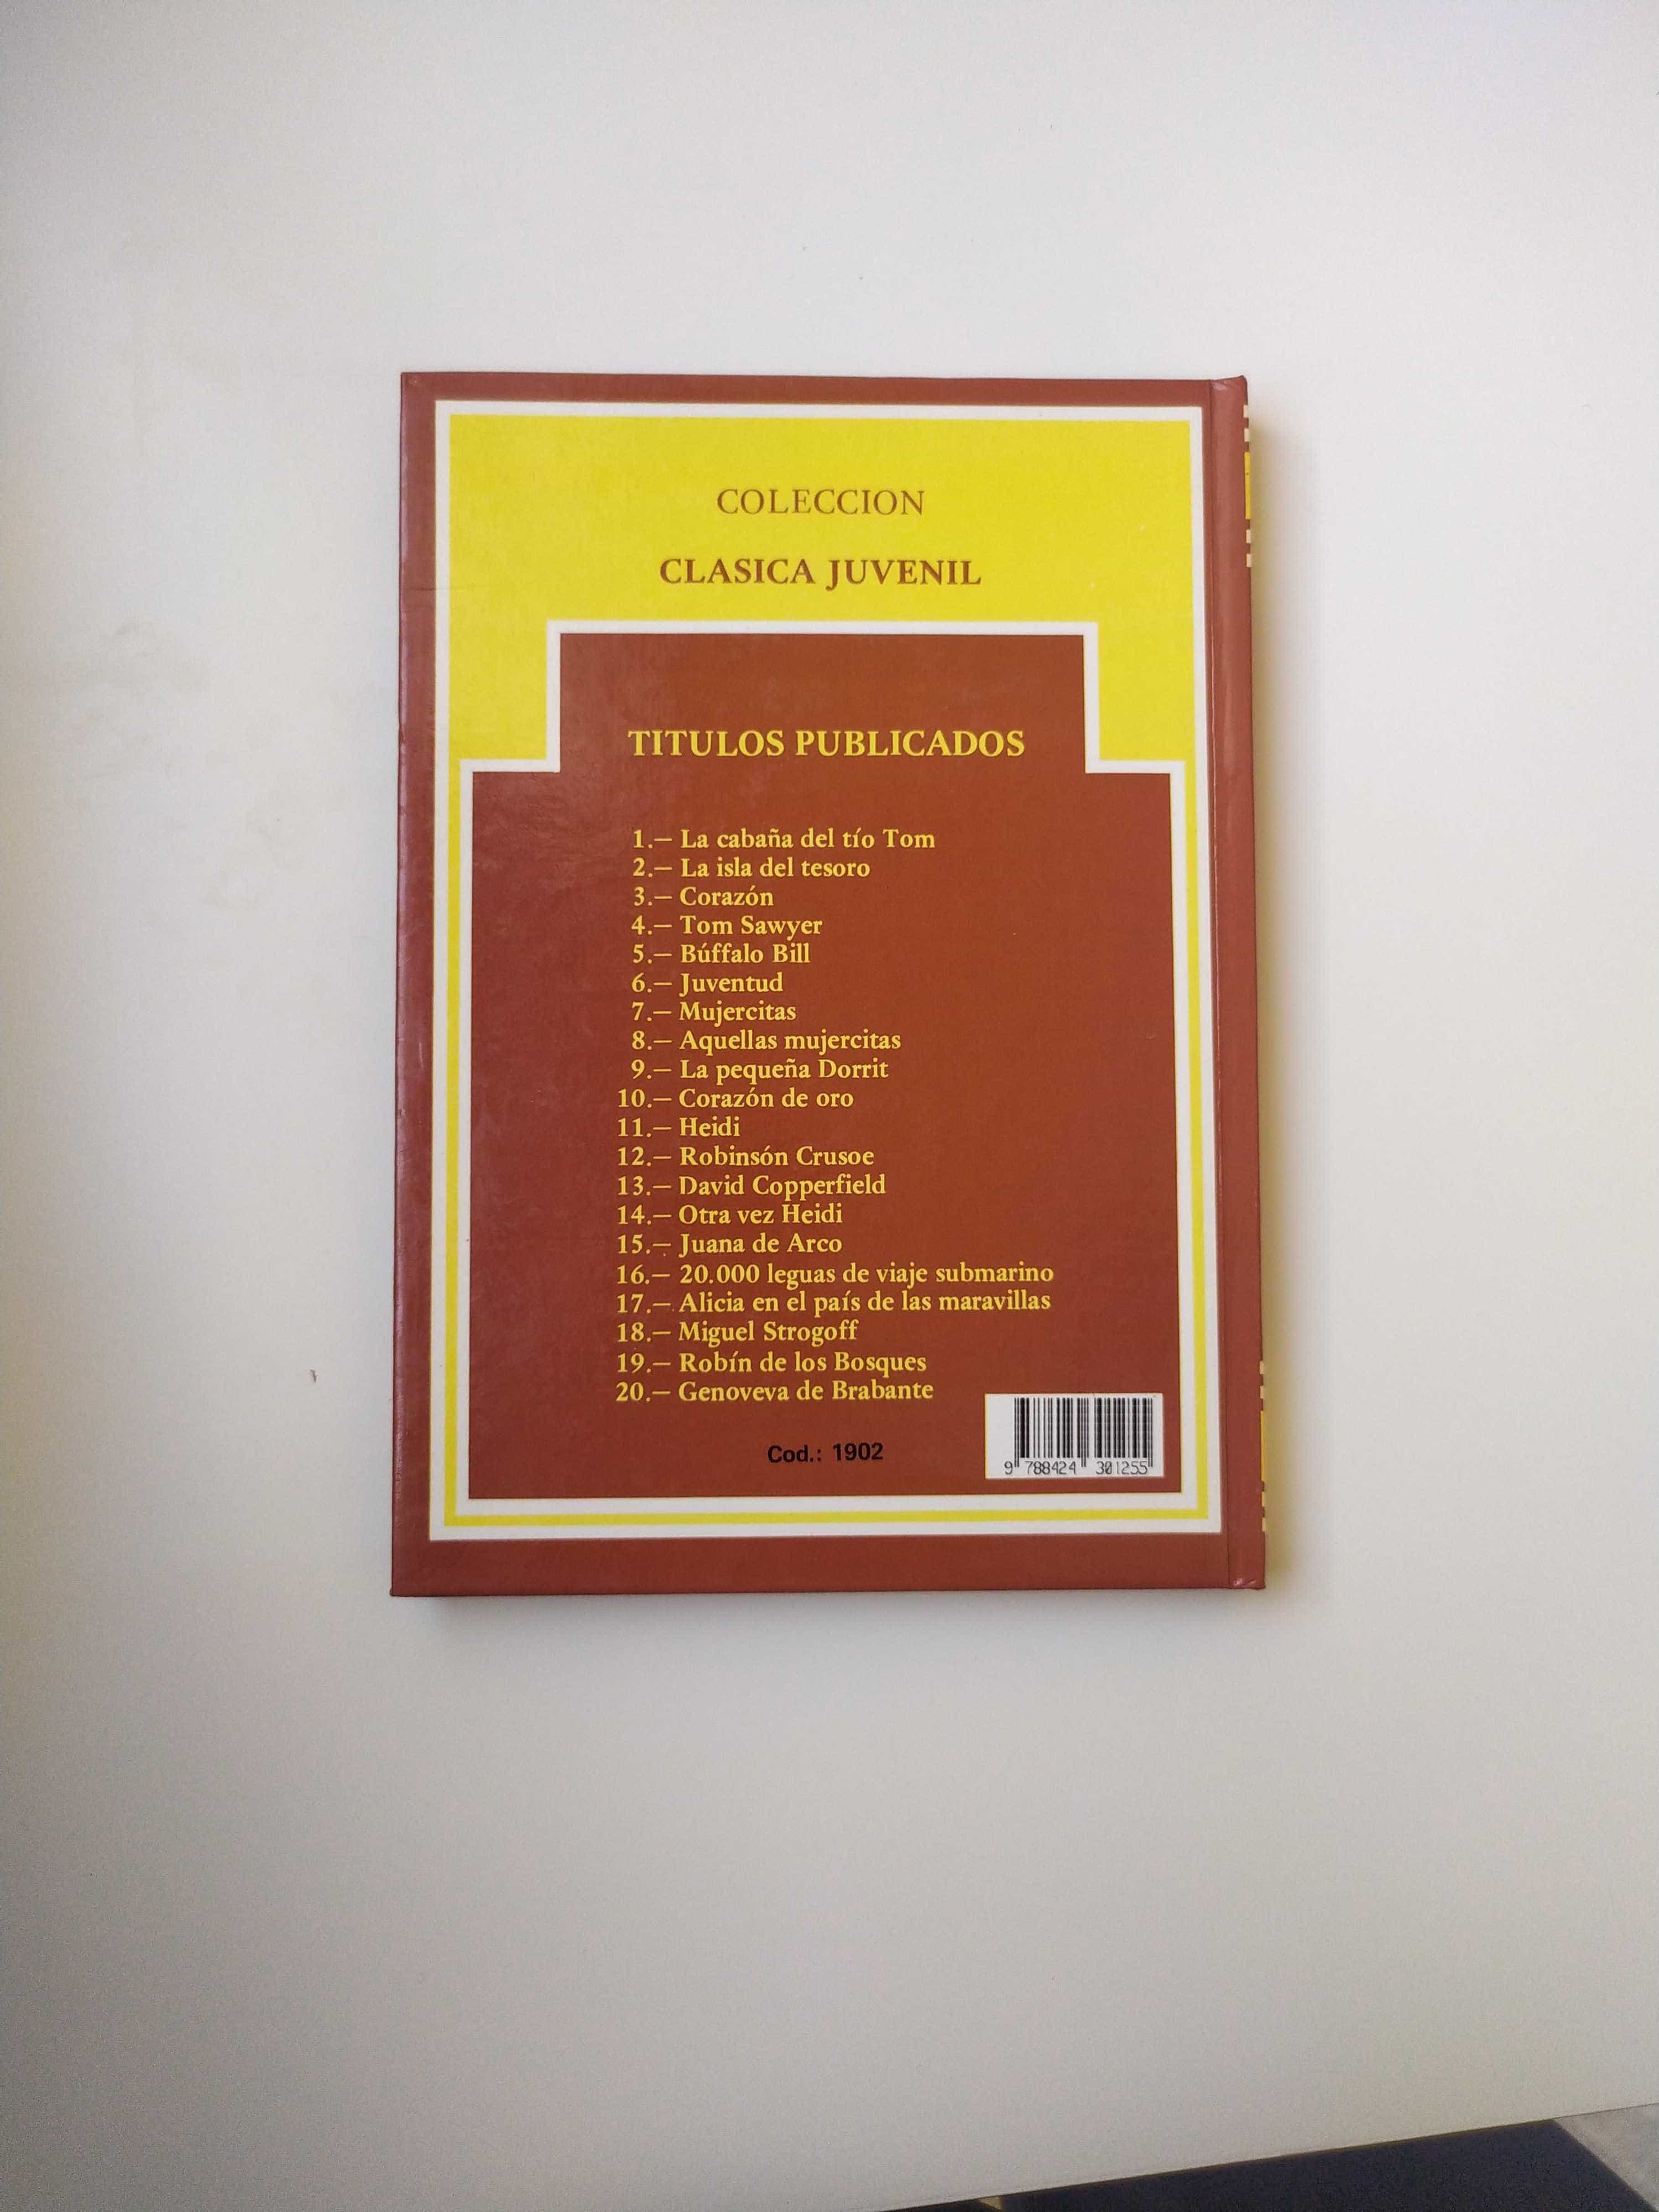 COLECCION
CLASICA JUVENIL
TITULOS PUBLICADOS
1.— La cabaña del tío Tom
2.— La isla del tesoro
3.— Corazón
4.— Tom Sawyer
5.— Búffalo Bill
6.— Juventud
7.— Mujercitas
8.— Aquellas mujercitas
9.— La pequeña Dorrit
10.— Corazón de oro
11.— Heidi
12.— Robinsón Crusoe
13.— David Copperfield
14.— Otra vez Heidi
15.— Juana de Arco
16.— 20.000 leguas de viaje submarino
17.— Alicia en el país de las maravillas
18.— Miguel Strogoff
19.— Robín de los Bosques
20.— Genoveva de Brabante
Cod.: 1902
9 788424 301255